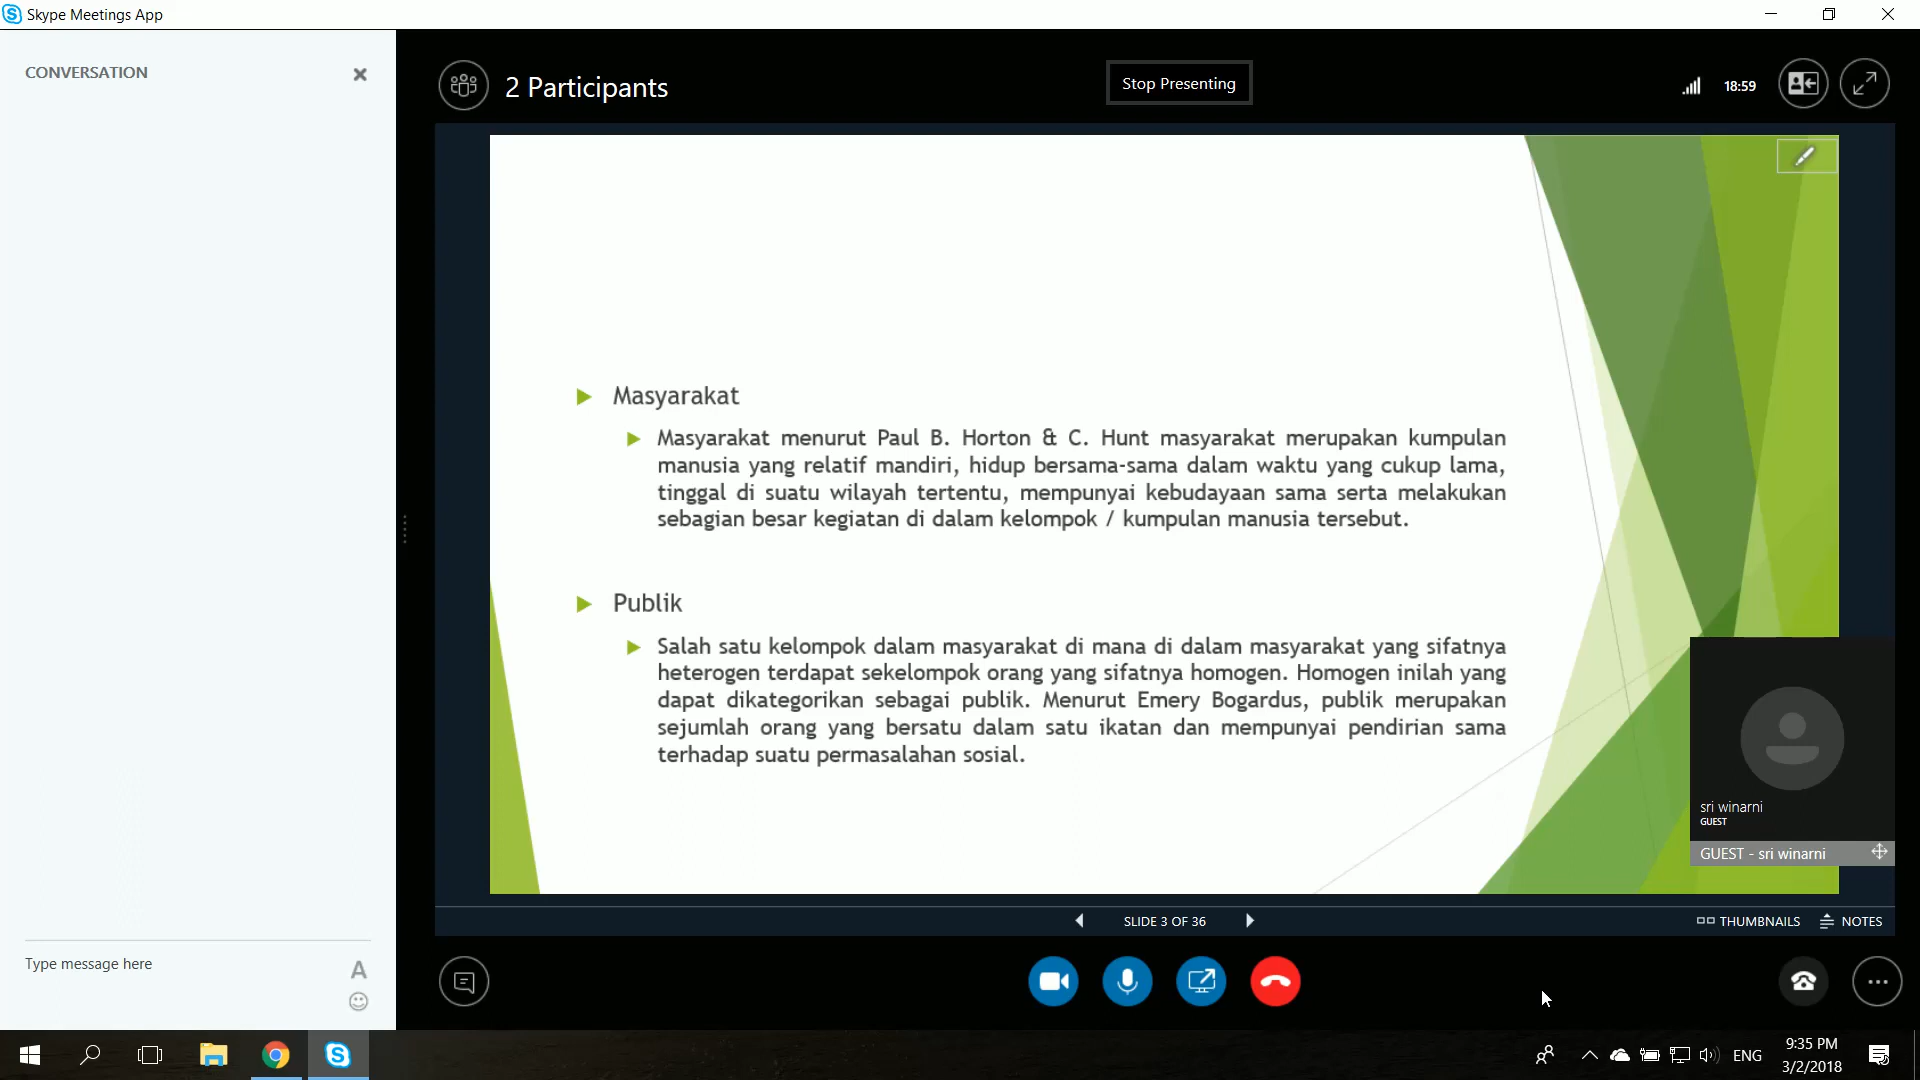 Skype Meetings App
CONVERSATION
2 Participants
Stop Presenting
18:59
Masyarakat
Masyarakat menurut Paul B. Horton & C. Hunt masyarakat merupakan kumpulan
manusia yang relatif mandiri, hidup bersama-sama dalam waktu yang cukup lama,
tinggal di suatu wilayah tertentu, mempunyai kebudayaan sama serta melakukan
sebagian besar kegiatan di dalam kelompok / kumpulan manusia tersebut.
Publik
Salah satu kelompok dalam masyarakat di mana di dalam masyarakat yang sifatnya
heterogen terdapat sekelompok orang yang sifatnya homogen. Homogen inilah yang
dapat dikategorikan sebagai publik. Menurut Emery Bogardus, publik merupakan
sejumlah orang yang bersatu dalam satu ikatan dan mempunyai pendirian sama
terhadap suatu permasalahan sosial.
sri winarni
GUEST
GUEST - sri winarni
SLIDE 3 OF 36
THUMBNAILS
NOTES
Type message here
A
ENG
9:35 PM
3/2/2018